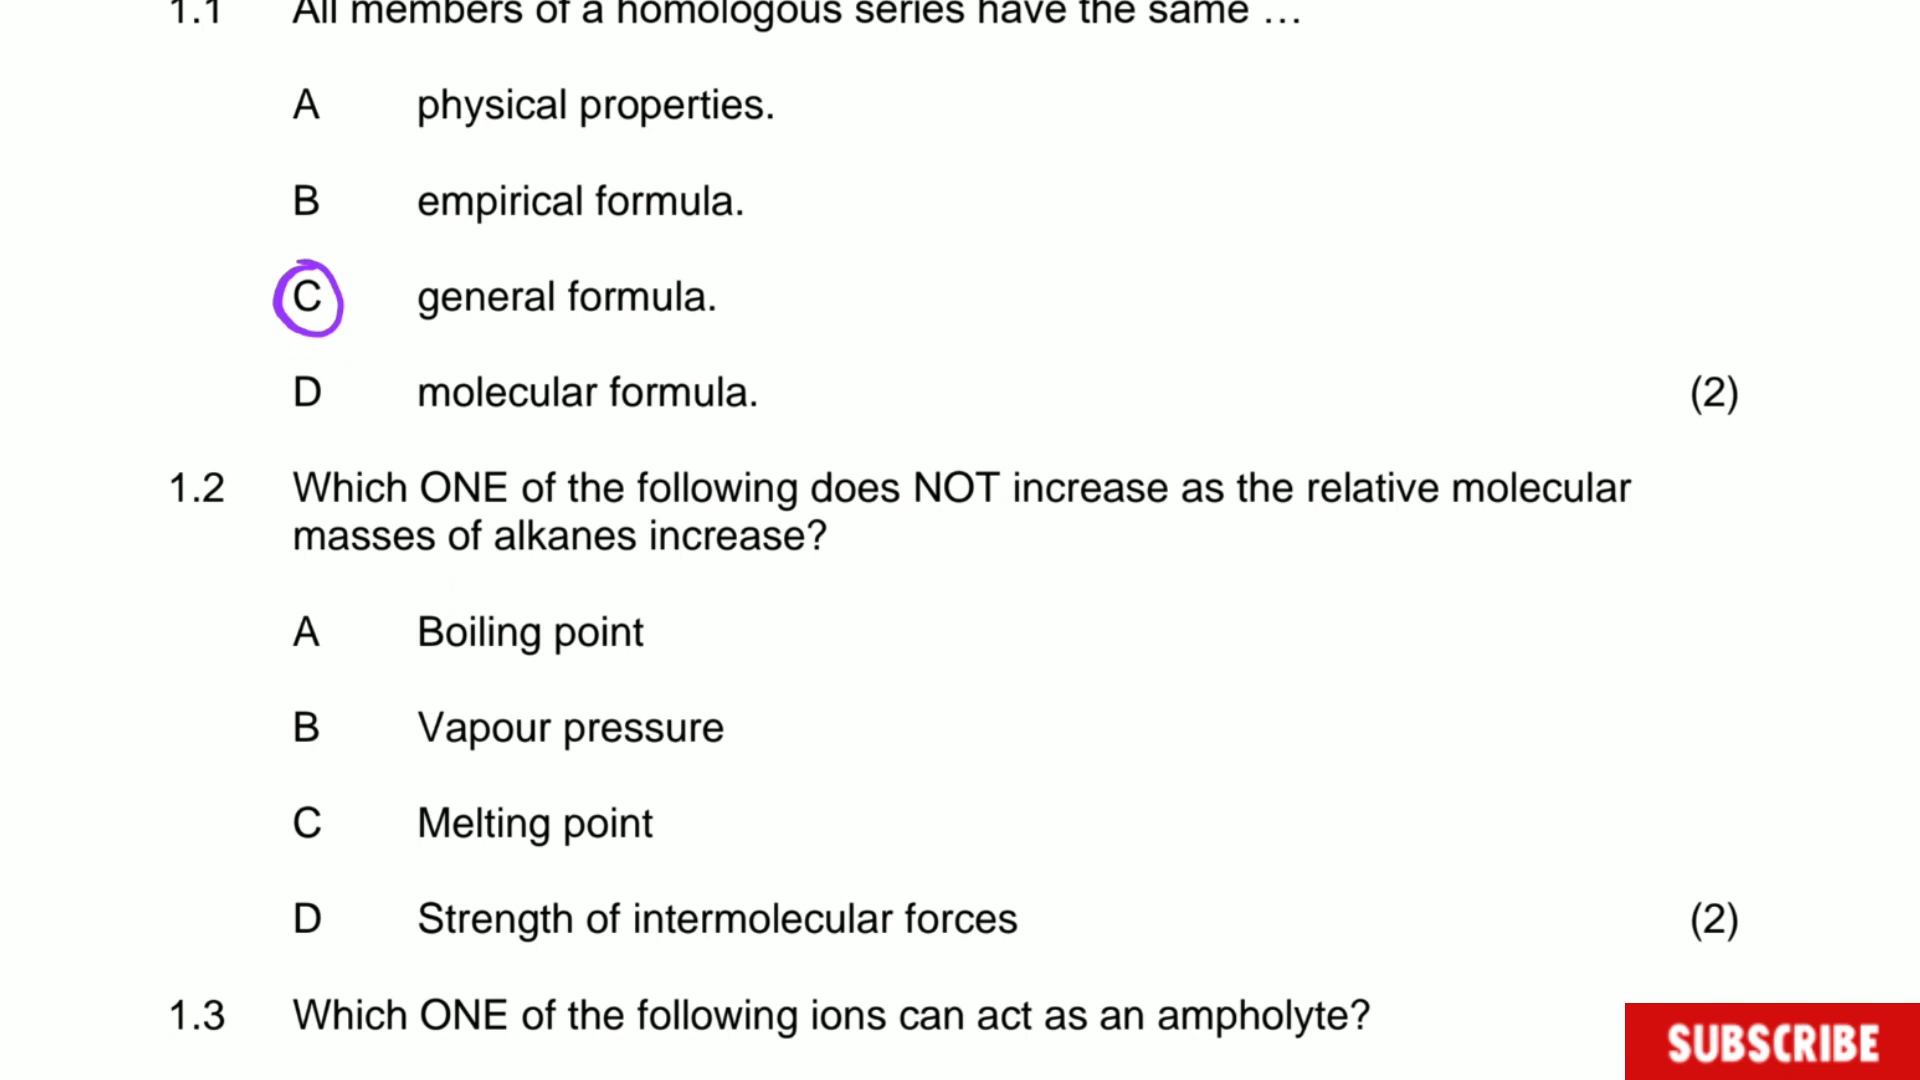 1.1 All members of a homologous series have the same …
A physical properties.
B empirical formula.
C general formula.
D molecular formula. (2)
1.2 Which ONE of the following does NOT increase as the relative molecular
masses of alkanes increase?
A Boiling point
B Vapour pressure
C Melting point
D Strength of intermolecular forces (2)
1.3 Which ONE of the following ions can act as an ampholyte?
SUBSCRIBE